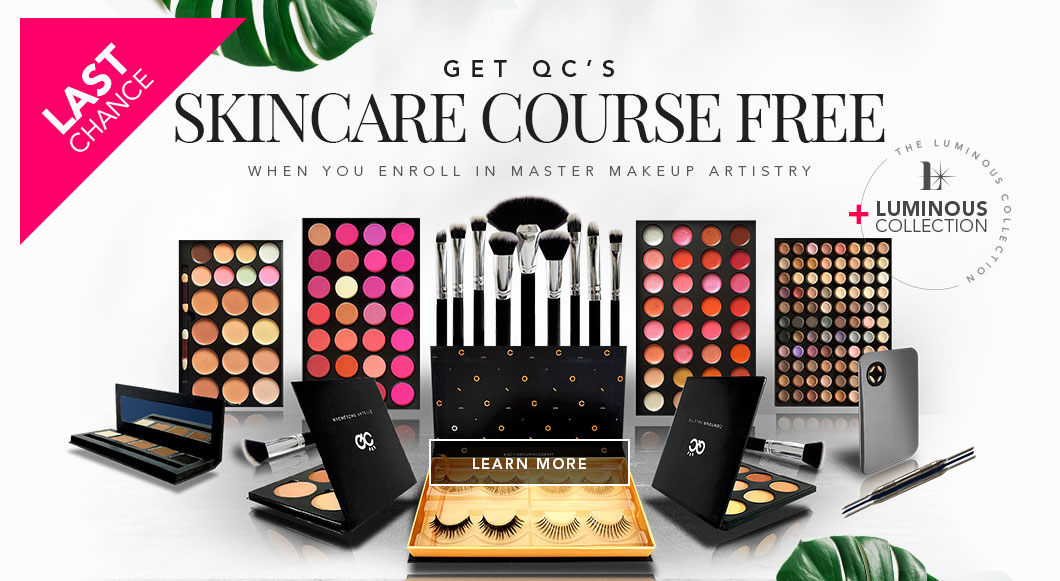 LAST
CHANCE
GET QC'S
SKINCARE COURSE FREE
WHEN YOU ENROLL IN MASTER MAKEUP ARTISTRY
THE LUMINOUS COLLECTION
L
+ LUMINOUS
COLLECTION
QC
QC
LEARN MORE